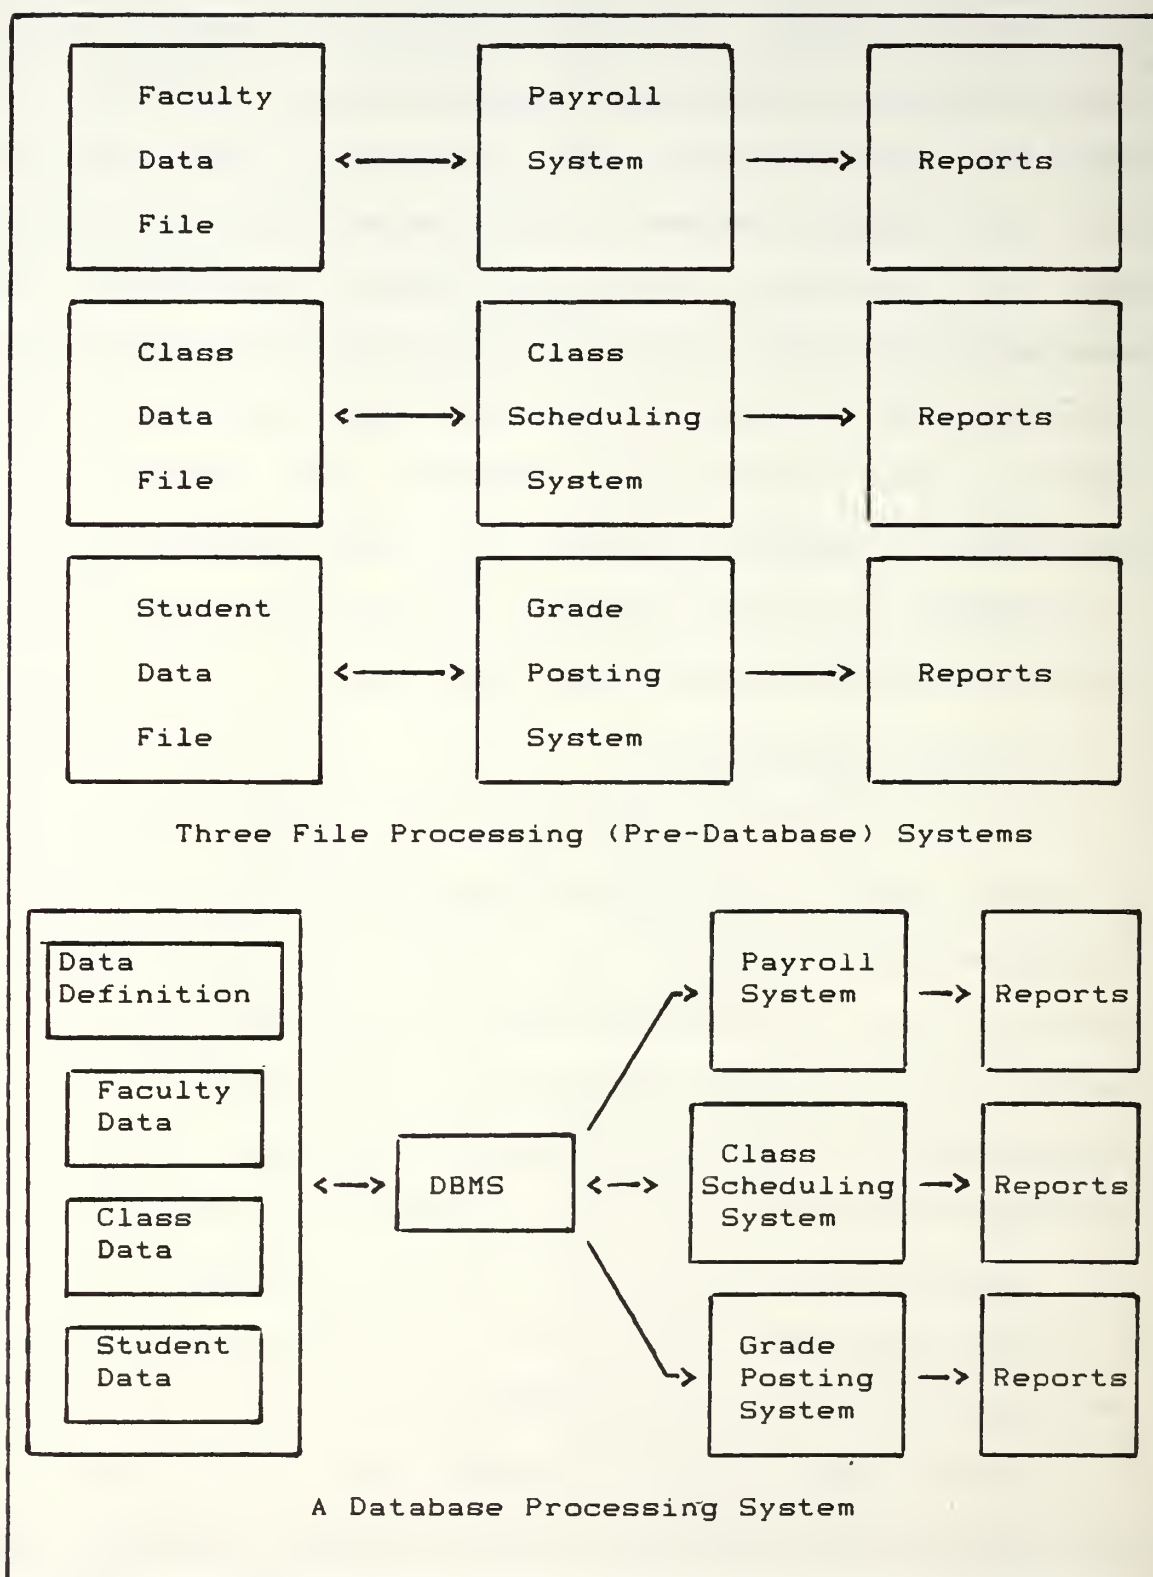 Faculty
Data
File
Payroll
System
Reports
Class
Data
File
Class
Scheduling
System
Reports
Student
Data
File
Grade
Posting
System
Reports
Three File Processing (Pre-Database) Systems
Data
Definition
Faculty
Data
Class
Data
Student
Data
DBMS
Payroll
System
Reports
Class
Scheduling
System
Reports
Grade
Posting
System
Reports
A Database Processing System